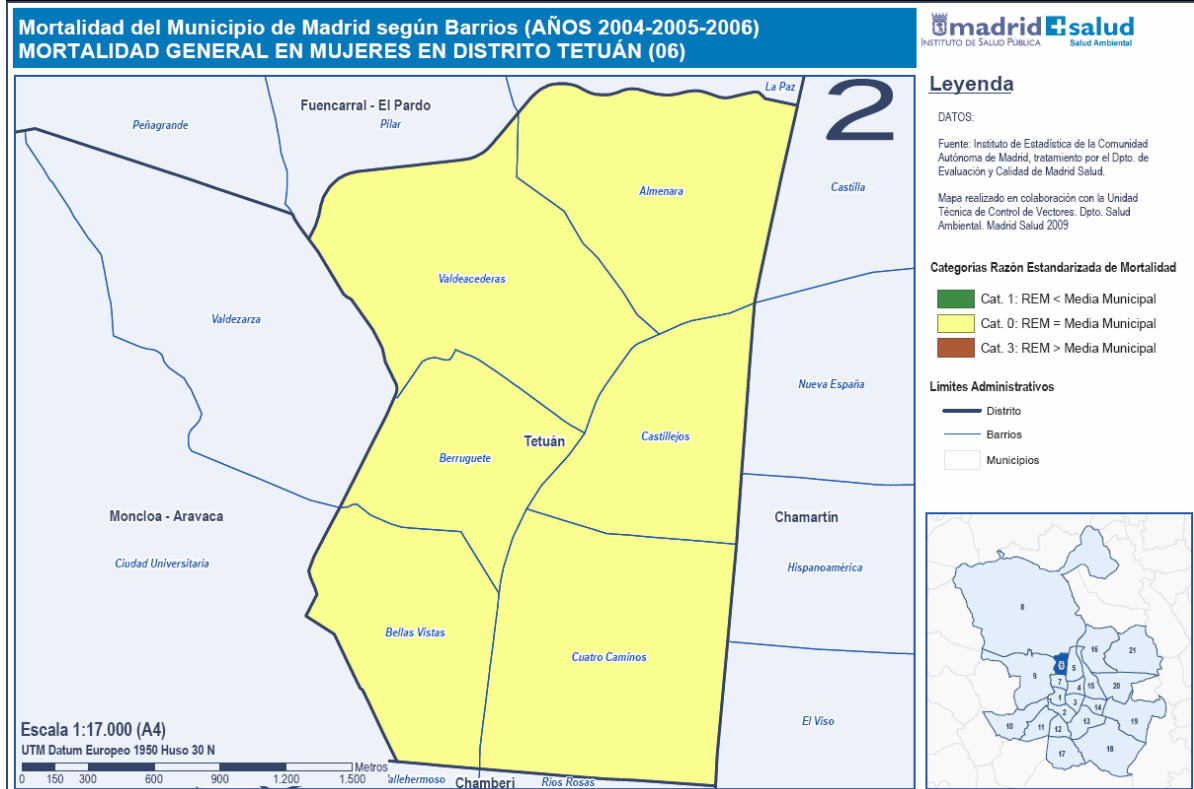 Mortalidad del Municipio de Madrid según Barrios (AÑOS 2004-2005-2006)
MORTALIDAD GENERAL EN MUJERES EN DISTRITO TETUÁN (06)
madrid salud
INSTITUTO DE SALUD PÚBLICA Salud Ambiental
2
La Paz
Fuencarral - El Pardo
Pilar
Peñagrande
Almenara
Castilla
Valdeacederas
Valdezarza
Nueva España
Tetuán
Castillejos
Berruguete
Moncloa - Aravaca
Chamartín
Ciudad Universitaria
Hispanoamérica
Bellas Vistas
Cuatro Caminos
El Viso
Escala 1:17.000 (A4)
UTM Datum Europeo 1950 Huso 30 N
Metros
0 150 300 600 900 1.200 1.500
allehermoso
Chamberí
Ríos Rosas
Leyenda
DATOS:
Fuente: Instituto de Estadística de la Comunidad
Autónoma de Madrid, tratamiento por el Dpto. de
Evaluación y Calidad de Madrid Salud.
Mapa realizado en colaboración con la Unidad
Técnica de Control de Vectores. Dpto. Salud
Ambiental. Madrid Salud 2009
Categorías Razón Estandarizada de Mortalidad
Cat. 1: REM < Media Municipal
Cat. 0: REM = Media Municipal
Cat. 3: REM > Media Municipal
Limites Administrativos
Distrito
Barrios
Municipios
8
16
21
6
5
9
7
4
15
20
1
3
14
2
10
11
12
13
19
17
18